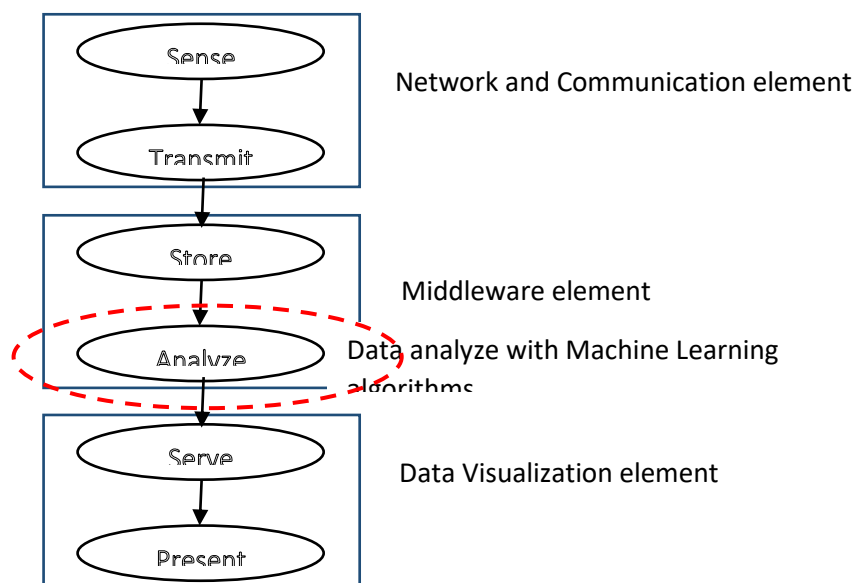 Sense
Network and Communication element
Transmit
Store
Middleware element
Analyze
Data analyze with Machine Learning
algorithms
Serve
Data Visualization element
Present